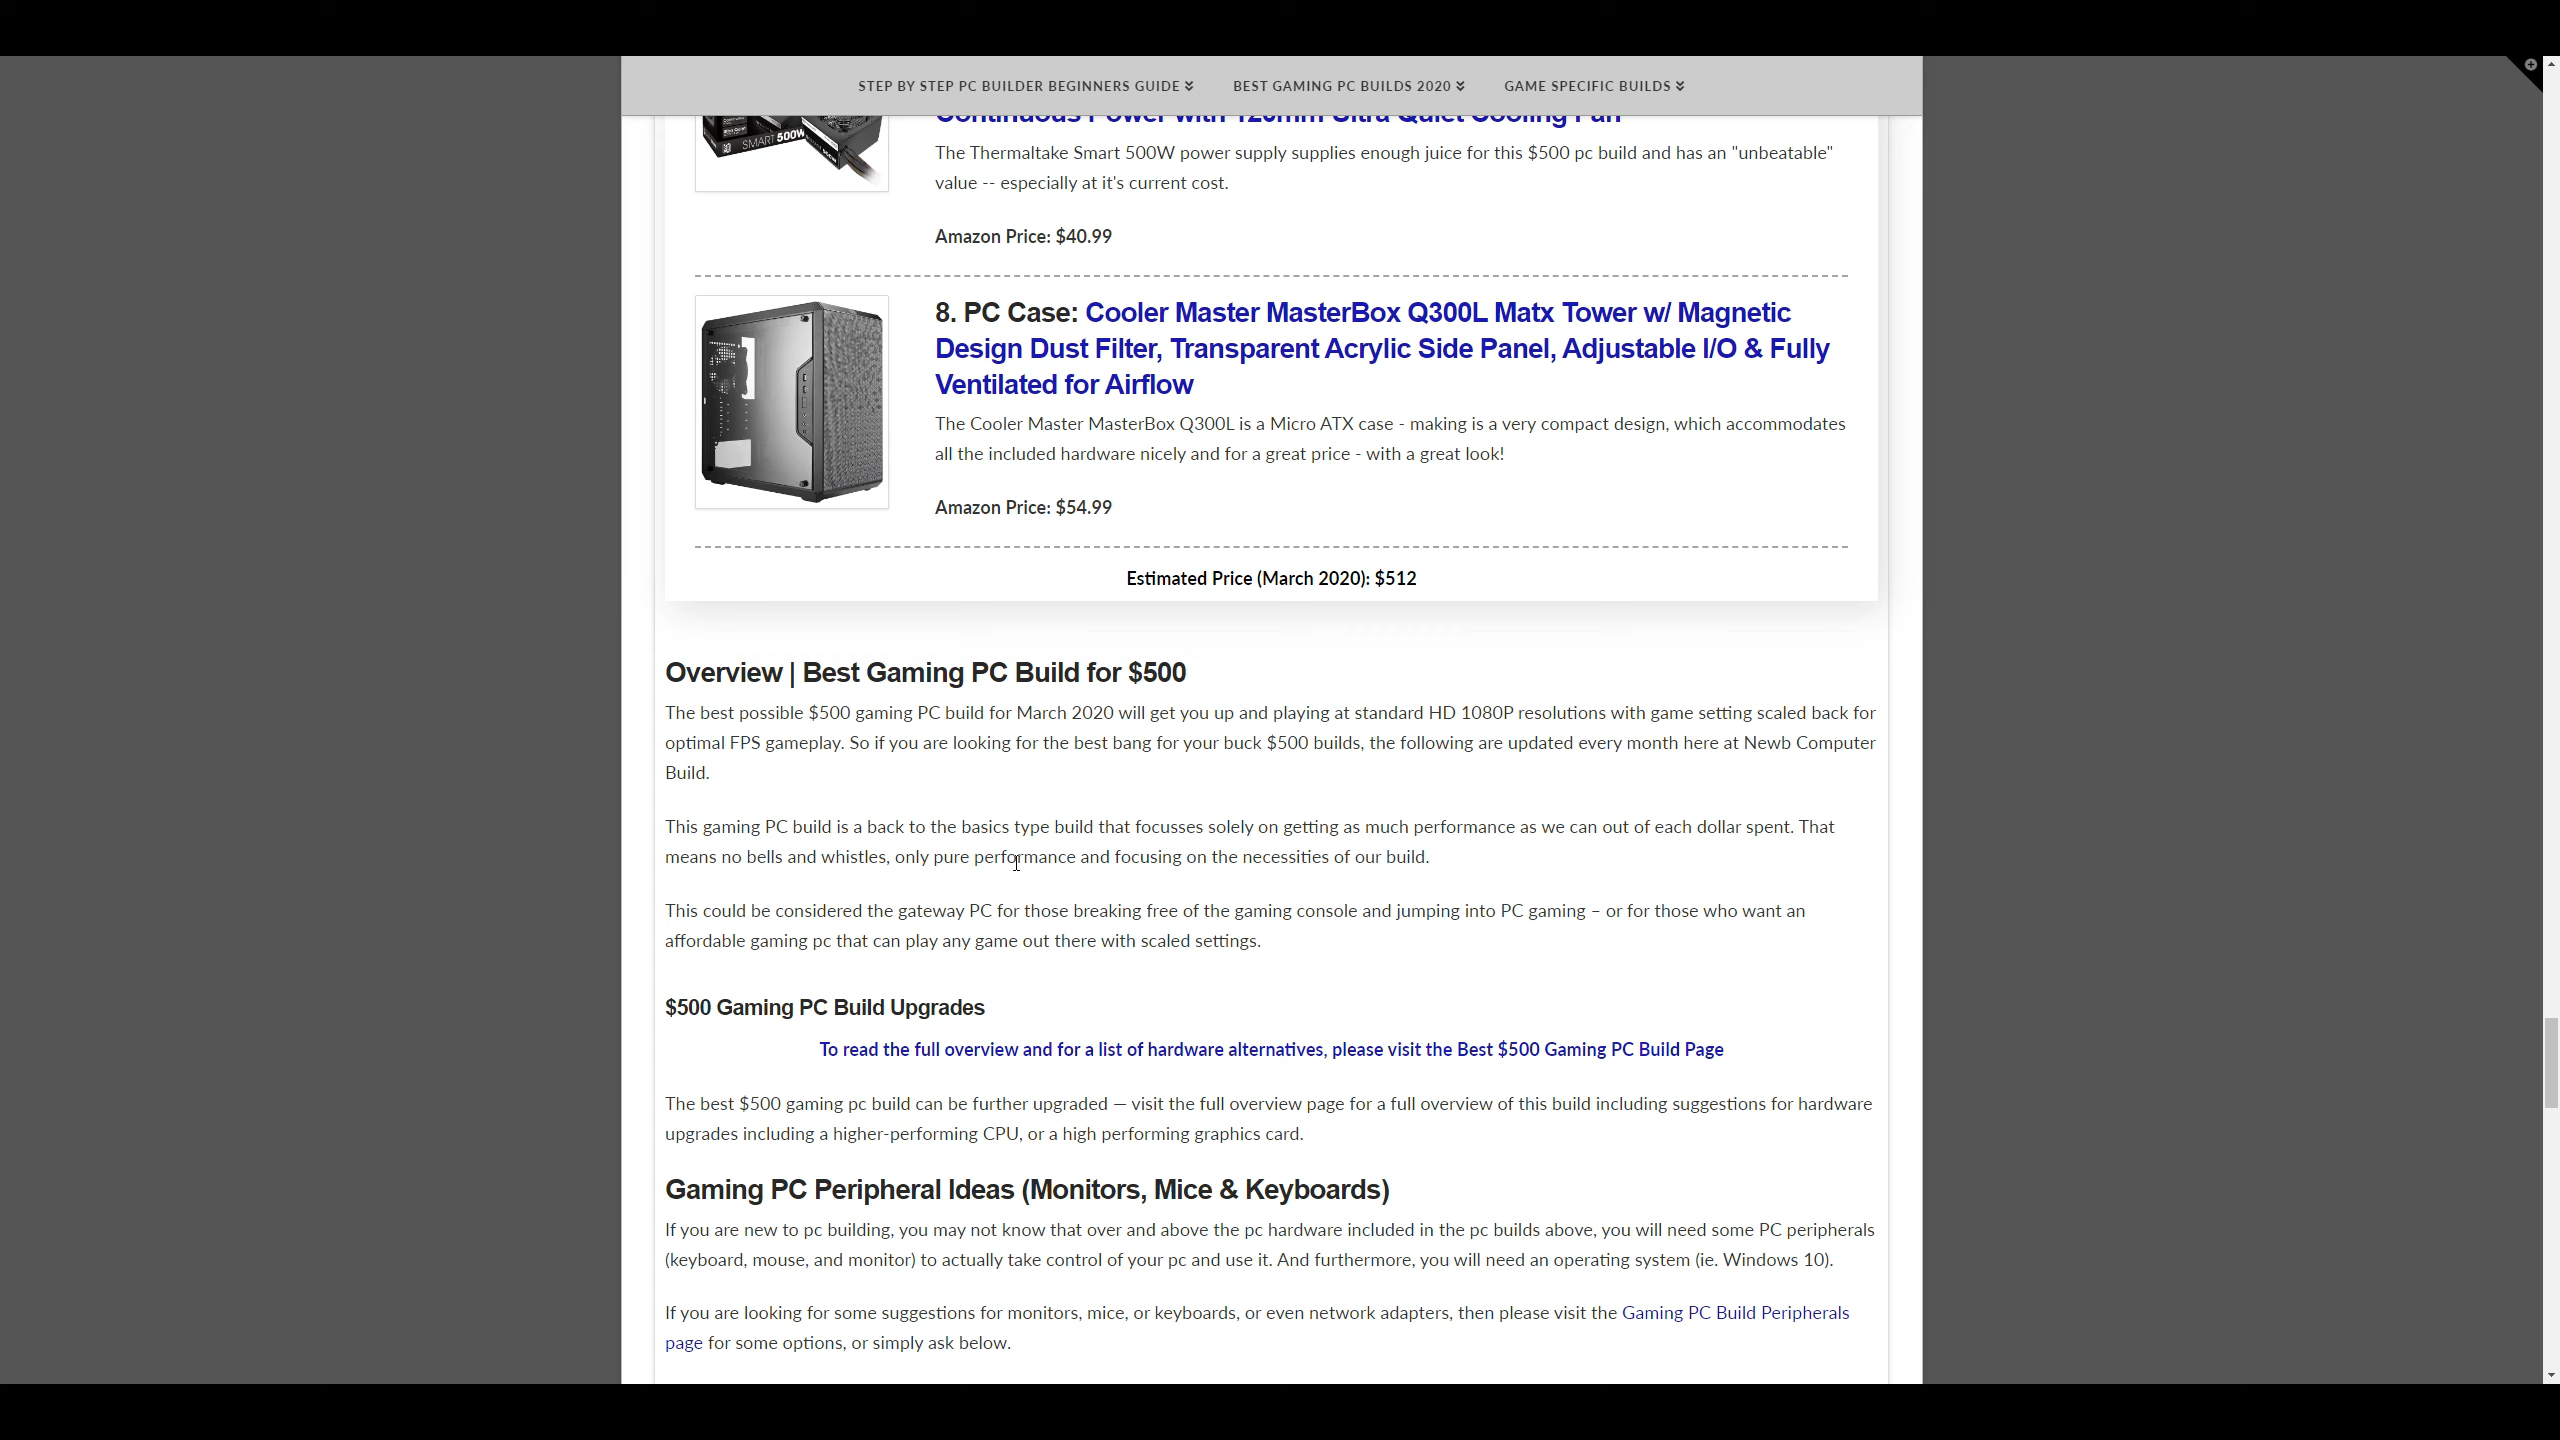 STEP BY STEP PC BUILDER BEGINNERS GUIDE
BEST GAMING PC BUILDS 2020
GAME SPECIFIC BUILDS
Continuous Power with 120mm Ultra Quiet Cooling Fan
SMART 500W
The Thermaltake Smart 500W power supply supplies enough juice for this $500 pc build and has an "unbeatable"
value -- especially at it's current cost.
Amazon Price: $40.99
8. PC Case: Cooler Master MasterBox Q300L Matx Tower w/ Magnetic
Design Dust Filter, Transparent Acrylic Side Panel, Adjustable I/O & Fully
Ventilated for Airflow
The Cooler Master MasterBox Q300L is a Micro ATX case - making is a very compact design, which accommodates
all the included hardware nicely and for a great price - with a great look!
Amazon Price: $54.99
Estimated Price (March 2020): $512
Overview | Best Gaming PC Build for $500
The best possible $500 gaming PC build for March 2020 will get you up and playing at standard HD 1080P resolutions with game setting scaled back for
optimal FPS gameplay. So if you are looking for the best bang for your buck $500 builds, the following are updated every month here at Newb Computer
Build.
This gaming PC build is a back to the basics type build that focusses solely on getting as much performance as we can out of each dollar spent. That
means no bells and whistles, only pure performance and focusing on the necessities of our build.
This could be considered the gateway PC for those breaking free of the gaming console and jumping into PC gaming – or for those who want an
affordable gaming pc that can play any game out there with scaled settings.
$500 Gaming PC Build Upgrades
To read the full overview and for a list of hardware alternatives, please visit the Best $500 Gaming PC Build Page
The best $500 gaming pc build can be further upgraded — visit the full overview page for a full overview of this build including suggestions for hardware
upgrades including a higher-performing CPU, or a high performing graphics card.
Gaming PC Peripheral Ideas (Monitors, Mice & Keyboards)
If you are new to pc building, you may not know that over and above the pc hardware included in the pc builds above, you will need some PC peripherals
(keyboard, mouse, and monitor) to actually take control of your pc and use it. And furthermore, you will need an operating system (ie. Windows 10).
If you are looking for some suggestions for monitors, mice, or keyboards, or even network adapters, then please visit the Gaming PC Build Peripherals
page for some options, or simply ask below.